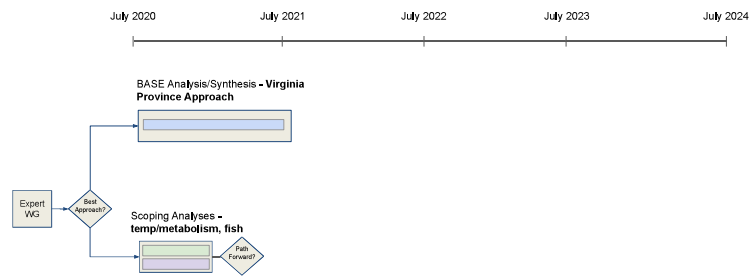 July 2020 July 2021 July 2022 July 2023 July 2024
BASE Analysis/Synthesis - Virginia
Province Approach
Expert
WG
Best
Approach?
Scoping Analyses -
temp/metabolism, fish
Path
Forward?